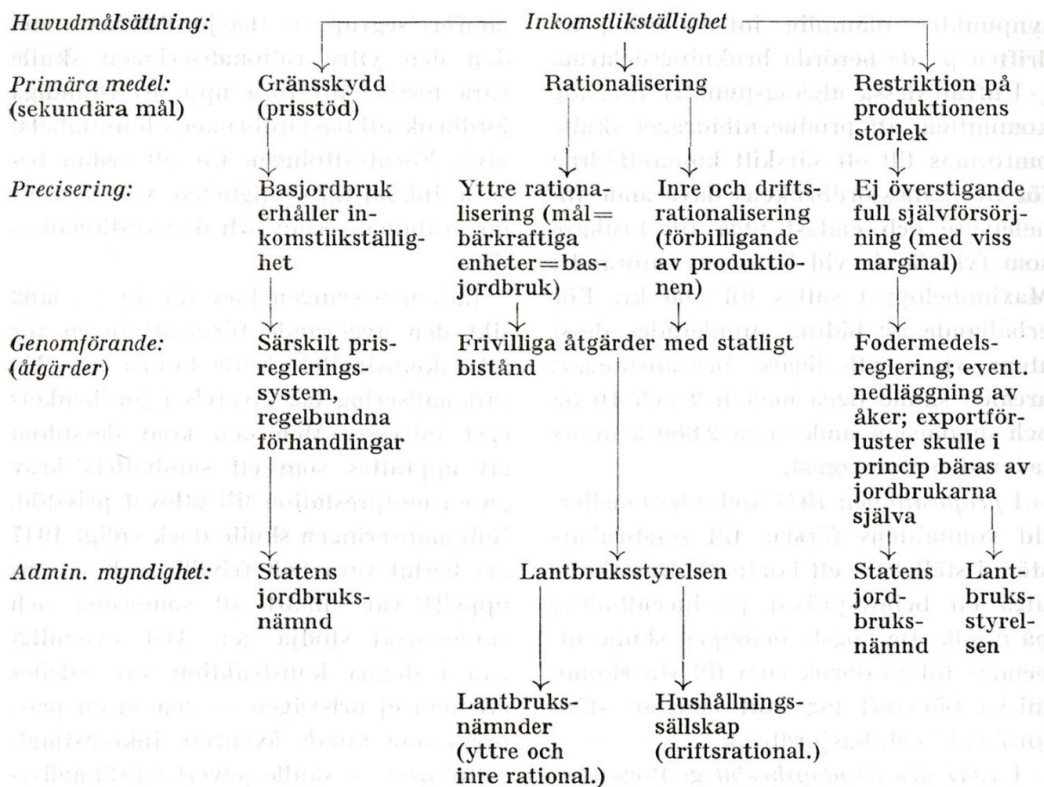 Huvudmålsättning: Inkomstlikställighet
Primära medel: Gränsskydd Rationalisering Restriktion på
(sekundära mål) (prisstöd) produktionens
storlek
Precisering: Basjordbruk Yttre rationa- Inre och drifts- Ej överstigande
erhåller in- lisering (mål= rationalisering full självförsörj-
komstlikställig- bärkraftiga (förbilligande ning (med viss
het enheter=bas- av produktio- marginal)
jordbruk) nen)
Genomförande: Särskilt pris- Frivilliga åtgärder med statligt Fodermedels-
(åtgärder) reglerings- bistånd reglering; event.
system, nedläggning av
regelbundna åker; exportför-
förhandlingar luster skulle i
princip bäras av
jordbrukarna
själva
Admin. myndighet: Statens Lantbruksstyrelsen Statens Lant-
jordbruks- jord- bruks-
nämnd bruks- styrel-
nämnd sen
Lantbruks- Hushållnings-
nämnder sällskap
(yttre och (driftsrational.)
inre rational.)